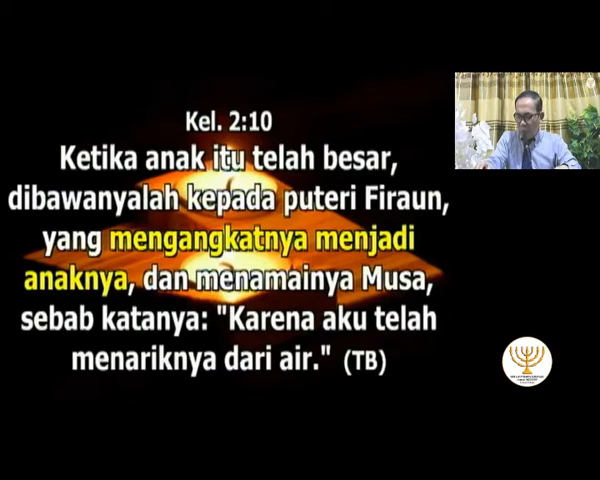 Kel. 2:10
Ketika anak itu telah besar,
dibawanyalah kepada puteri Firaun,
yang mengangkatnya menjadi
anaknya, dan menamainya Musa,
sebab katanya: "Karena aku telah
menariknya dari air." (TB)